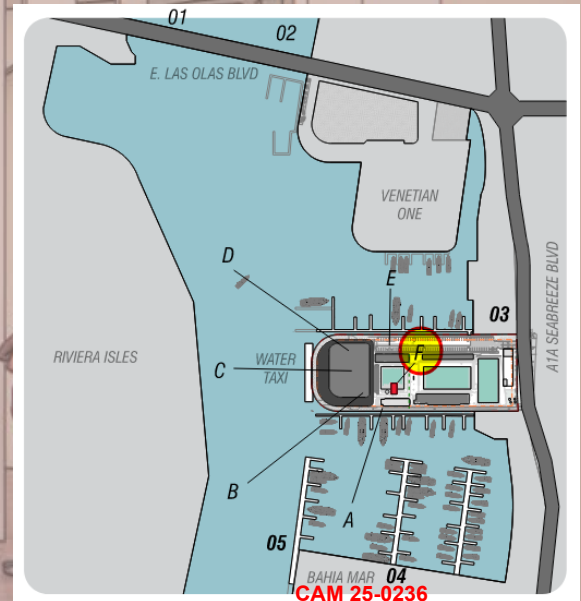 01
02
E. LAS OLAS BLVD
VENETIAN
ONE
A1A SEABREEZE BLVD
D
E
03
RIVIERA ISLES
WATER
TAXI
F
C
B
A
05
BAHIA MAR 04
CAM 25-0236